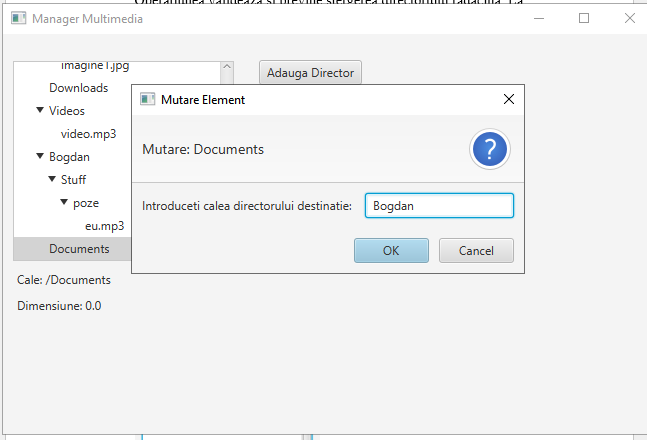 Manager Multimedia
imagine1.jpg
Downloads
Videos
video.mp3
Bogdan
Stuff
poze
eu.mp3
Documents
Cale: /Documents
Dimensiune: 0.0
Adauga Director
Mutare Element
Mutare: Documents
?
Introduceti calea directorului destinatie:
Bogdan
OK
Cancel